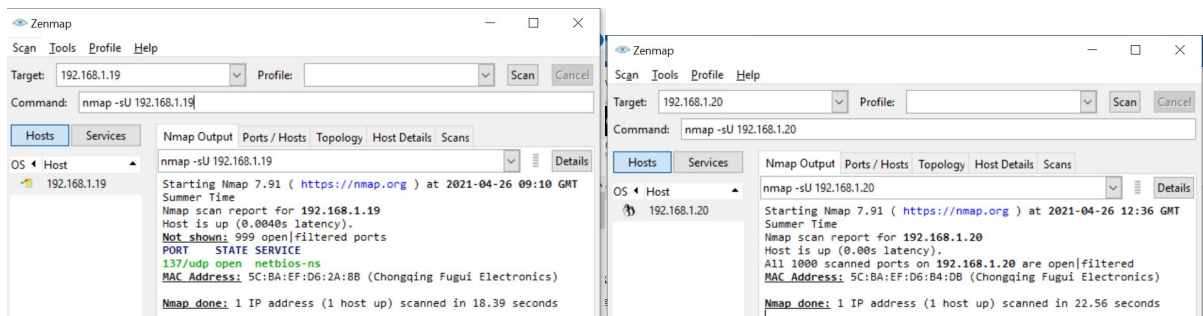 Zenmap
Scan Tools Profile Help
Target: 192.168.1.19 Profile: Scan Cancel
Command: nmap -sU 192.168.1.19
Hosts Services
Nmap Output Ports / Hosts Topology Host Details Scans
OS Host
192.168.1.19
nmap -sU 192.168.1.19 Details
Starting Nmap 7.91 ( https://nmap.org ) at 2021-04-26 09:10 GMT
Summer Time
Nmap scan report for 192.168.1.19
Host is up (0.0040s latency).
Not shown: 999 open|filtered ports
PORT STATE SERVICE
137/udp open netbios-ns
MAC Address: 5C:BA:EF:D6:2A:8B (Chongqing Fugui Electronics)
Nmap done: 1 IP address (1 host up) scanned in 18.39 seconds
Zenmap
Scan Tools Profile Help
Target: 192.168.1.20 Profile: Scan Cancel
Command: nmap -sU 192.168.1.20
Hosts Services
Nmap Output Ports / Hosts Topology Host Details Scans
OS Host
192.168.1.20
nmap -sU 192.168.1.20 Details
Starting Nmap 7.91 ( https://nmap.org ) at 2021-04-26 12:36 GMT
Summer Time
Nmap scan report for 192.168.1.20
Host is up (0.00s latency).
All 1000 scanned ports on 192.168.1.20 are open|filtered
MAC Address: 5C:BA:EF:D6:B4:DB (Chongqing Fugui Electronics)
Nmap done: 1 IP address (1 host up) scanned in 22.56 seconds